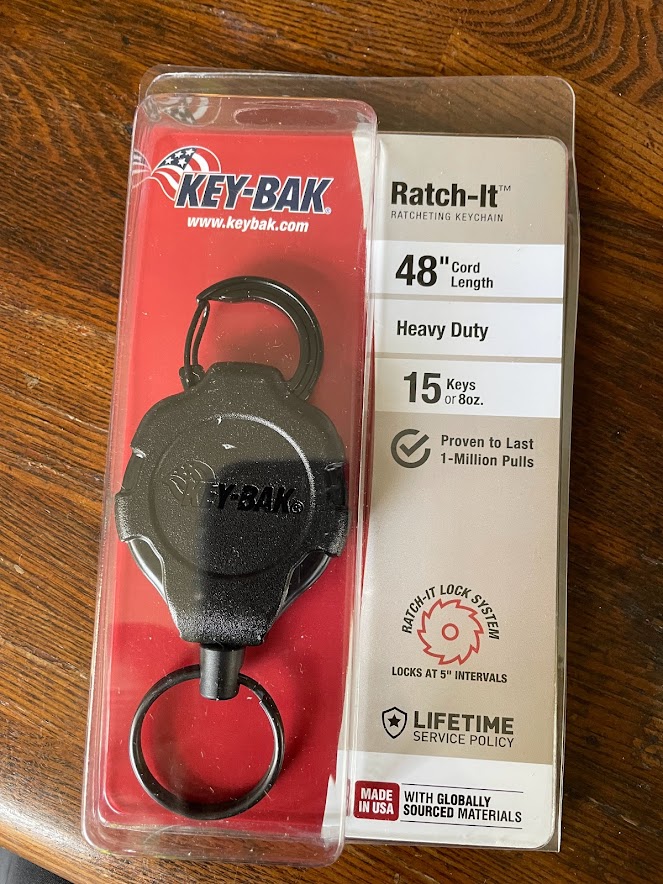 KEY-BAK®
www.keybak.com
Ratch-It™
RATCHETING KEYCHAIN
48" Cord
Length
Heavy Duty
15 Keys
or 8oz.
Proven to Last
1-Million Pulls
KEY-BAK®
RATCH-IT LOCK SYSTEM
LOCKS AT 5" INTERVALS
LIFETIME
SERVICE POLICY
MADE
IN USA
WITH GLOBALLY
SOURCED MATERIALS